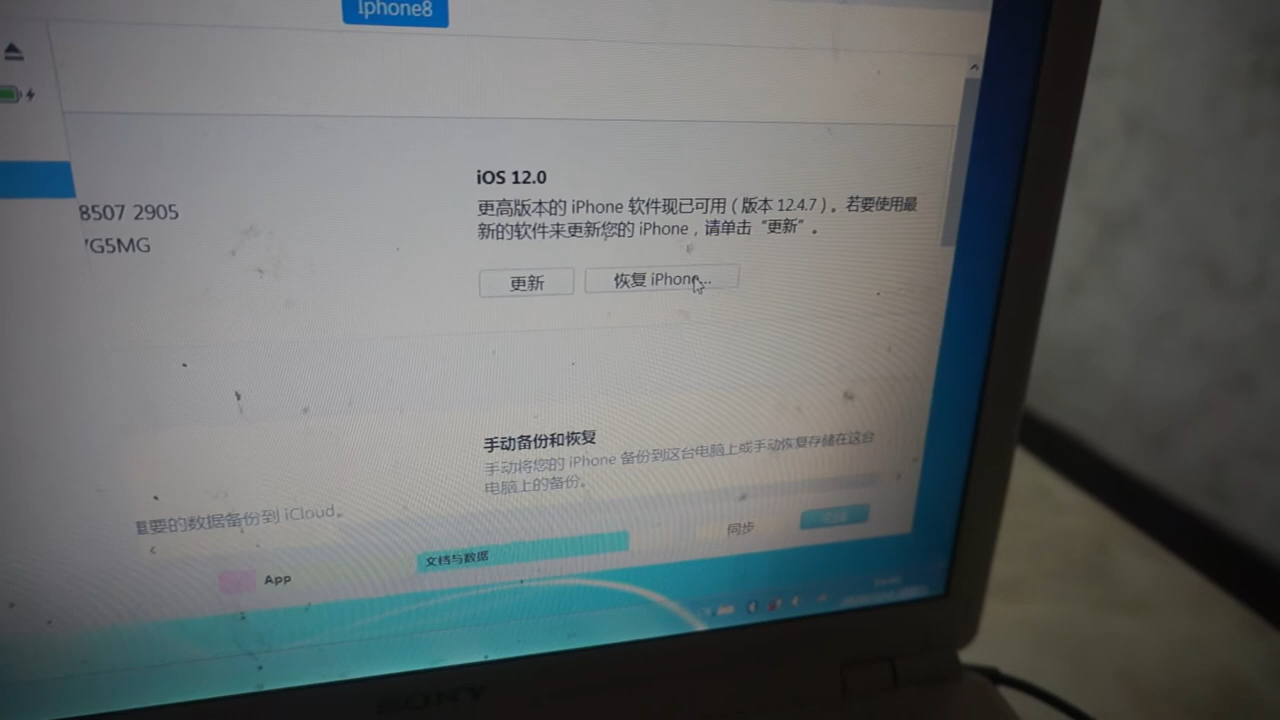 Iphone8
iOS 12.0
更高版本的 iPhone 软件现已可用（版本 12.4.7）。若要使用最
新的软件来更新您的 iPhone，请单击“更新”。
8507 2905
G5MG
更新
恢复 iPhone...
手动备份和恢复
手动将您的 iPhone 备份到这台电脑上或手动恢复存储在这台
电脑上的备份。
重要的数据备份到 iCloud。
同步
文档与数据
App
SONY